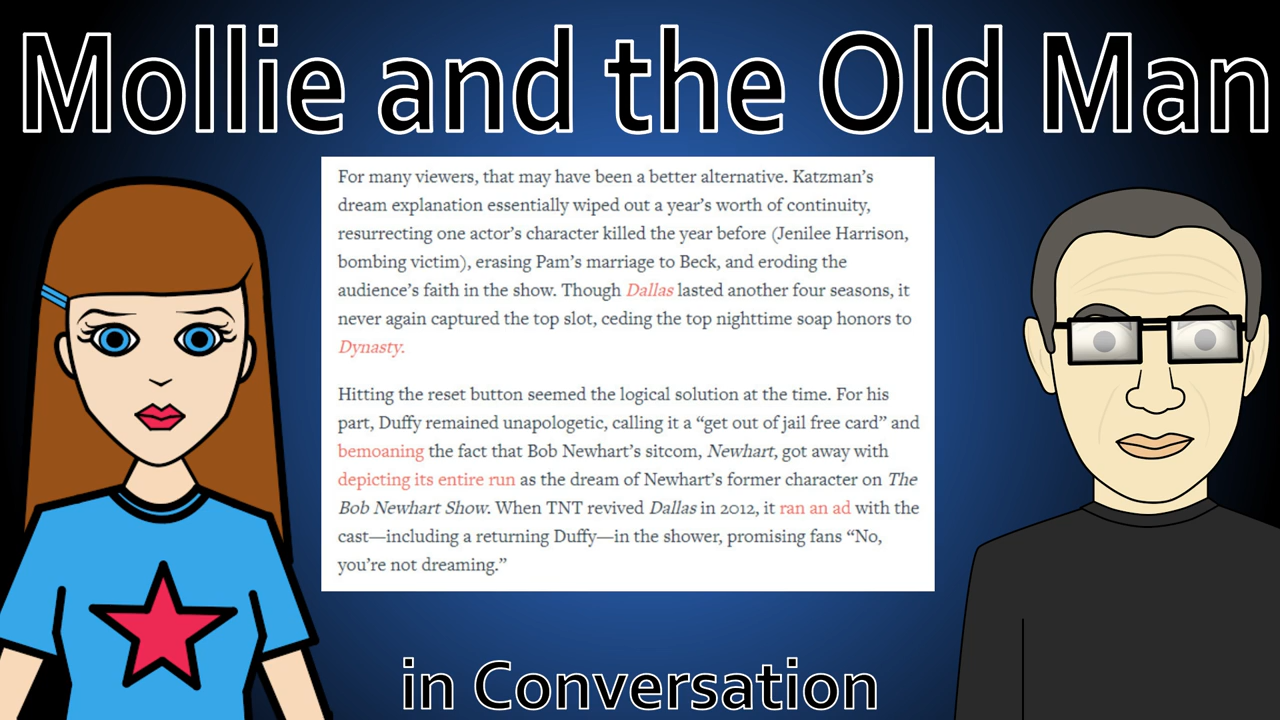 Mollie and the Old Man
For many viewers, that may have been a better alternative. Katzman's
dream explanation essentially wiped out a year's worth of continuity,
resurrecting one actor's character killed the year before (Jenilee Harrison,
bombing victim), erasing Pam's marriage to Beck, and eroding the
audience's faith in the show. Though Dallas lasted another four seasons, it
never again captured the top slot, ceding the top nighttime soap honors to
Dynasty.
Hitting the reset button seemed the logical solution at the time. For his
part, Duffy remained unapologetic, calling it a “get out of jail free card” and
bemoaning the fact that Bob Newhart's sitcom, Newhart, got away with
depicting its entire run as the dream of Newhart's former character on The
Bob Newhart Show. When TNT revived Dallas in 2012, it ran an ad with the
cast—including a returning Duffy—in the shower, promising fans “No,
you're not dreaming.”
in Conversation